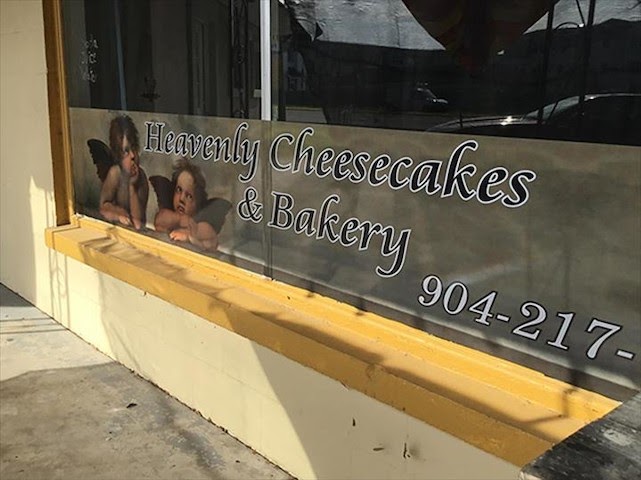 Heavenly Cheesecakes
& Bakery
904-217-